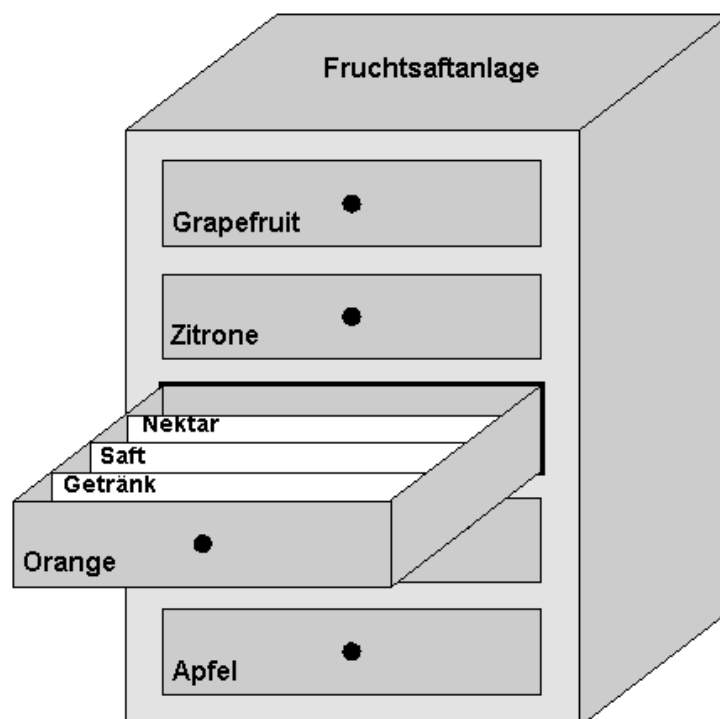 Fruchtsaftanlage
Grapefruit
Zitrone
Nektar
Saft
Getränk
Orange
Apfel